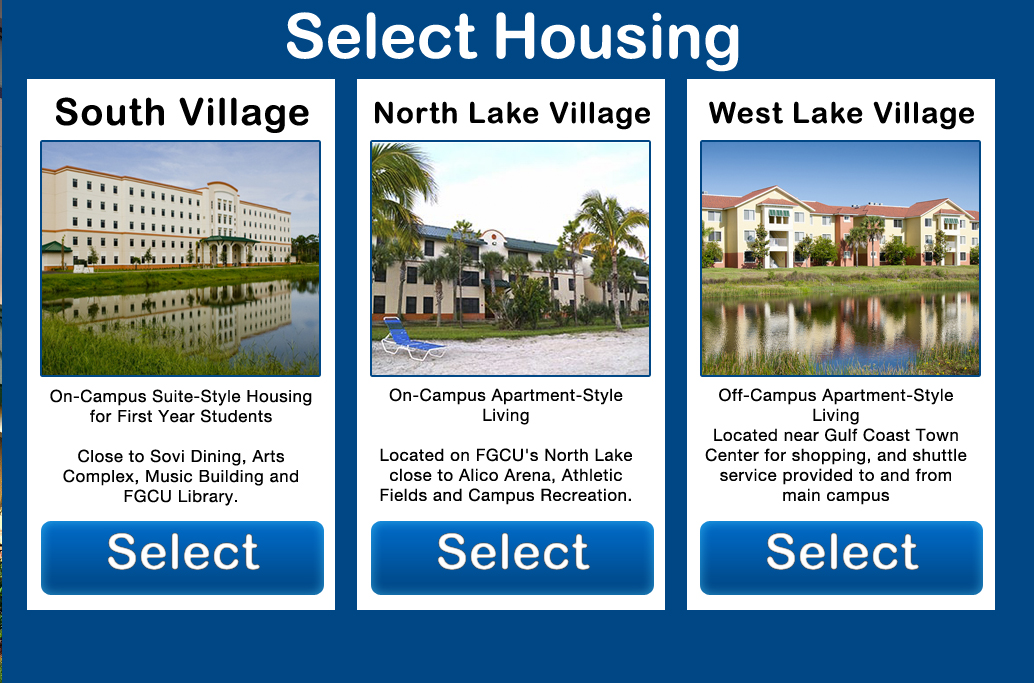 Select Housing
South Village
On-Campus Suite-Style Housing
for First Year Students
Close to Sovi Dining, Arts
Complex, Music Building and
FGCU Library.
Select
North Lake Village
On-Campus Apartment-Style
Living
Located on FGCU's North Lake
close to Alico Arena, Athletic
Fields and Campus Recreation.
Select
West Lake Village
Off-Campus Apartment-Style
Living
Located near Gulf Coast Town
Center for shopping, and shuttle
service provided to and from
main campus
Select